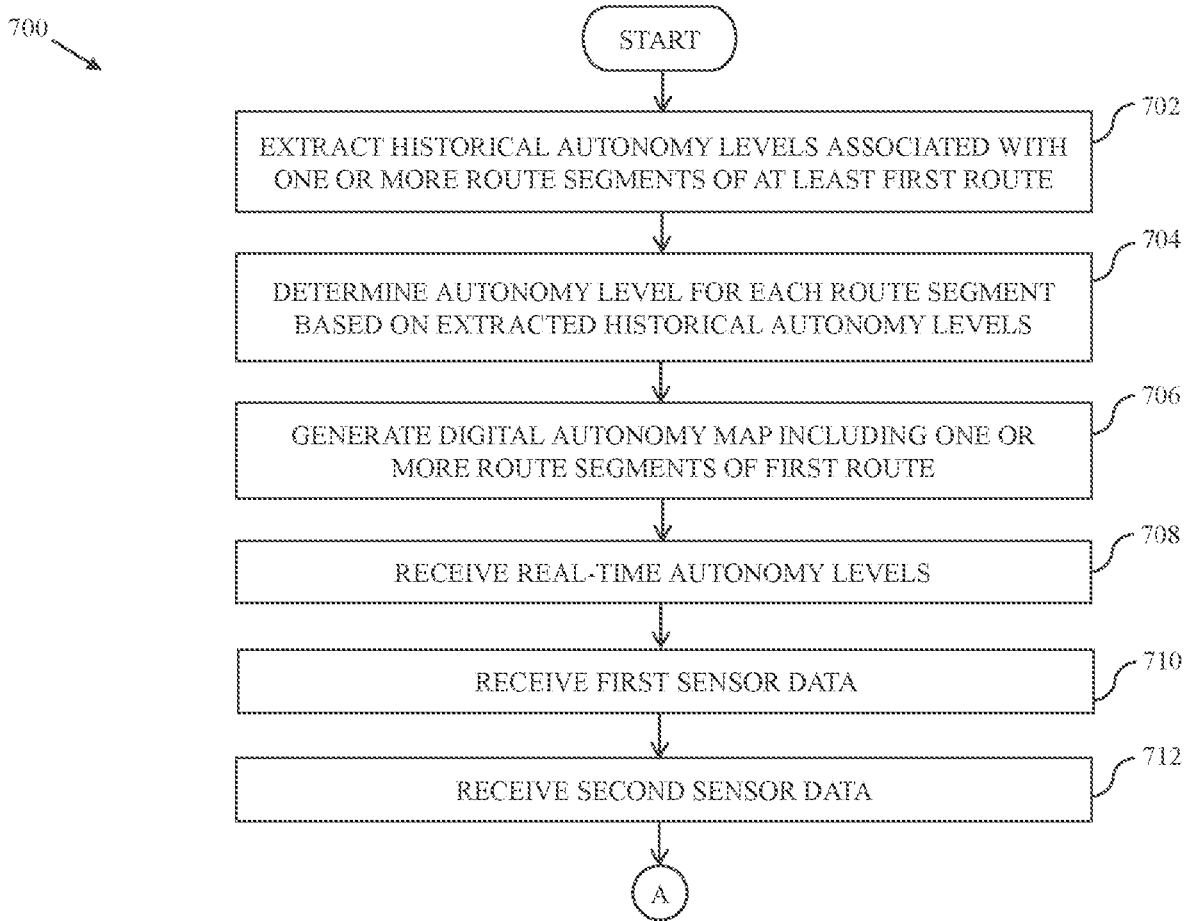 700
START
702
EXTRACT HISTORICAL AUTONOMY LEVELS ASSOCIATED WITH
ONE OR MORE ROUTE SEGMENTS OF AT LEAST FIRST ROUTE
704
DETERMINE AUTONOMY LEVEL FOR EACH ROUTE SEGMENT
BASED ON EXTRACTED HISTORICAL AUTONOMY LEVELS
706
GENERATE DIGITAL AUTONOMY MAP INCLUDING ONE OR
MORE ROUTE SEGMENTS OF FIRST ROUTE
708
RECEIVE REAL-TIME AUTONOMY LEVELS
710
RECEIVE FIRST SENSOR DATA
712
RECEIVE SECOND SENSOR DATA
A